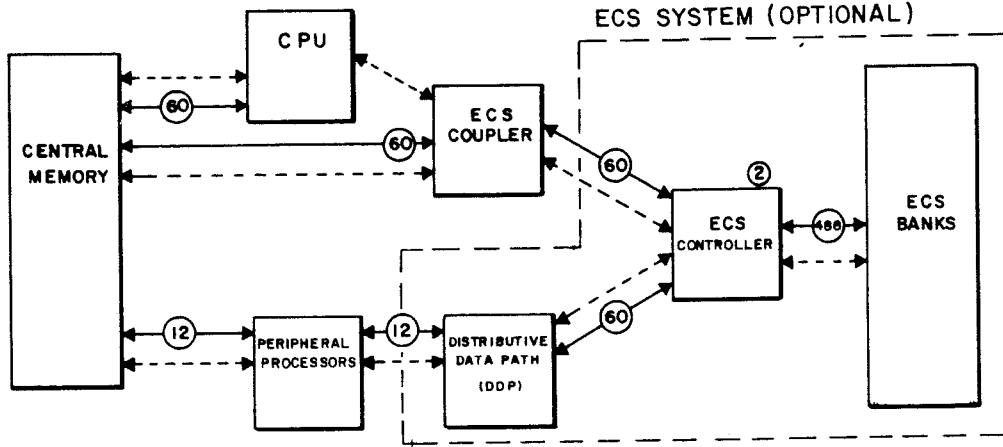 ECS SYSTEM (OPTIONAL)
CPU
60
CENTRAL
MEMORY
60
ECS
COUPLER
60
2
ECS
CONTROLLER
488
ECS
BANKS
12
PERIPHERAL
PROCESSORS
12
DISTRIBUTIVE
DATA PATH
(DDP)
60